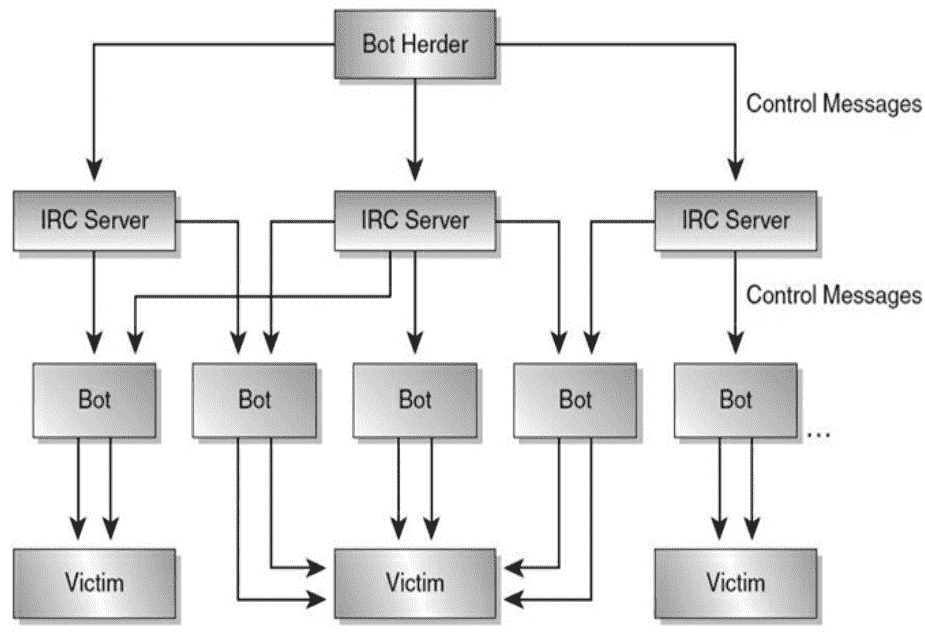 Bot Herder
Control Messages
IRC Server
IRC Server
IRC Server
Control Messages
Bot
Bot
Bot
Bot
Bot
...
Victim
Victim
Victim